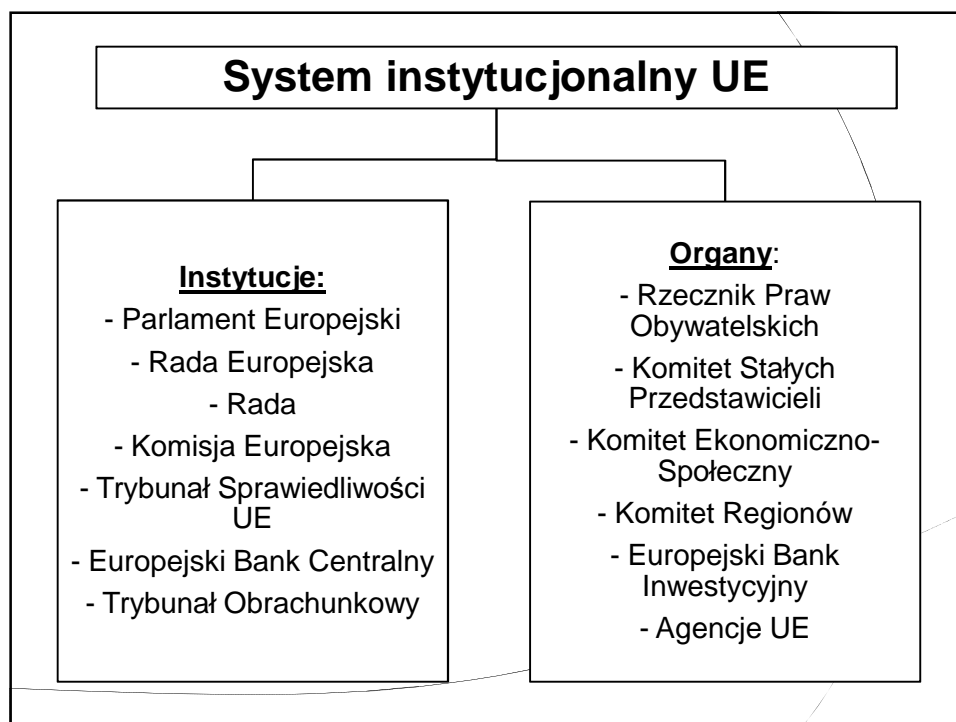 System instytucjonalny UE
Instytucje:
- Parlament Europejski
- Rada Europejska
- Rada
- Komisja Europejska
- Trybunał Sprawiedliwości
UE
- Europejski Bank Centralny
- Trybunał Obrachunkowy
Organy:
- Rzecznik Praw
Obywatelskich
- Komitet Stałych
Przedstawicieli
- Komitet Ekonomiczno-
Społeczny
- Komitet Regionów
- Europejski Bank
Inwestycyjny
- Agencje UE